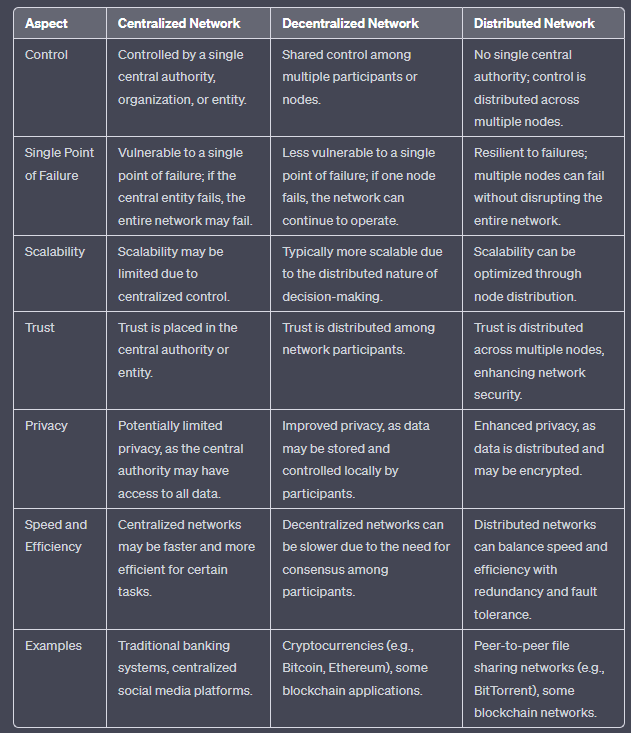 Aspect Centralized Network Decentralized Network Distributed Network
Control
Controlled by a single
central authority,
organization, or entity.
Shared control among
multiple participants or
nodes.
No single central
authority; control is
distributed across
multiple nodes.
Single Point
of Failure
Vulnerable to a single
point of failure; if the
central entity fails, the
entire network may fail.
Less vulnerable to a single
point of failure; if one node
fails, the network can
continue to operate.
Resilient to failures;
multiple nodes can fail
without disrupting the
entire network.
Scalability
Scalability may be
limited due to
centralized control.
Typically more scalable due
to the distributed nature of
decision-making.
Scalability can be
optimized through
node distribution.
Trust
Trust is placed in the
central authority or
entity.
Trust is distributed among
network participants.
Trust is distributed
across multiple nodes,
enhancing network
security.
Privacy
Potentially limited
privacy, as the central
authority may have
access to all data.
Improved privacy, as data
may be stored and
controlled locally by
participants.
Enhanced privacy, as
data is distributed and
may be encrypted.
Speed and
Efficiency
Centralized networks
may be faster and more
efficient for certain
tasks.
Decentralized networks can
be slower due to the need for
consensus among
participants.
Distributed networks
can balance speed and
efficiency with
redundancy and fault
tolerance.
Examples
Traditional banking
systems, centralized
social media platforms.
Cryptocurrencies (e.g.,
Bitcoin, Ethereum), some
blockchain applications.
Peer-to-peer file
sharing networks (e.g.,
BitTorrent), some
blockchain networks.